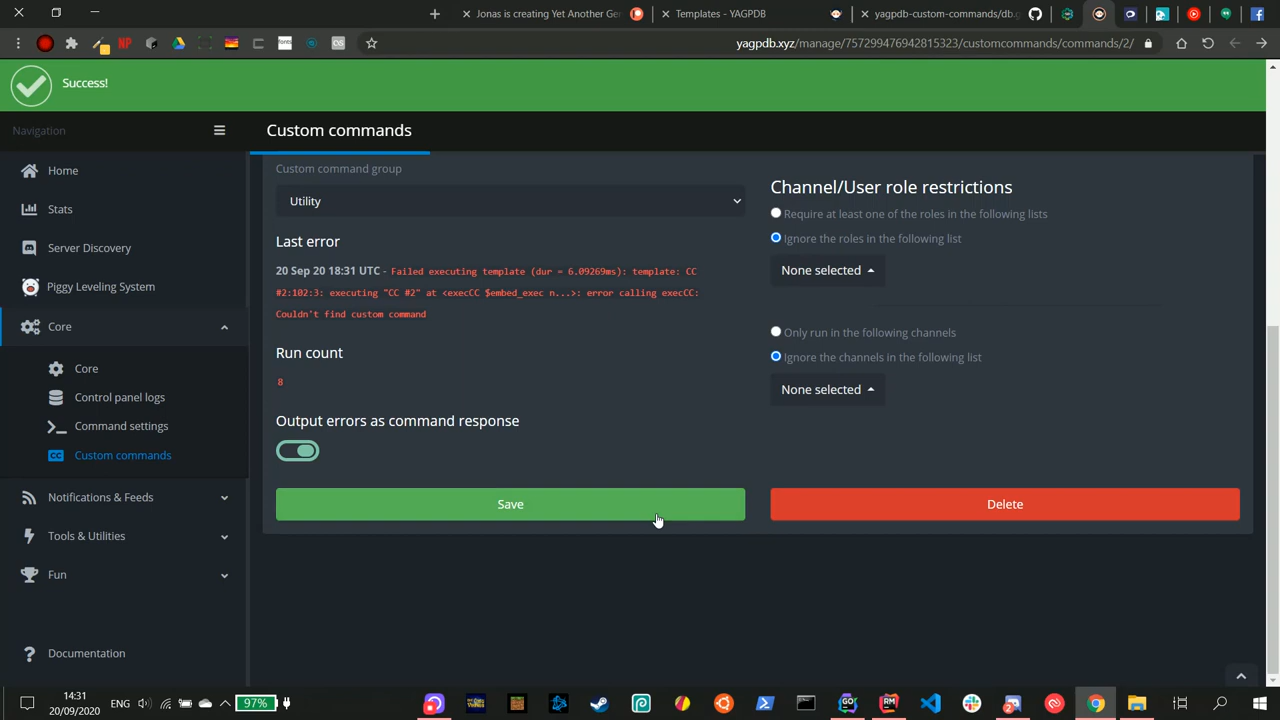 Jonas is creating Yet Another Ge
Templates - YAGPDB
yagpdb-custom-commands/db.g
yagpdb.xyz/manage/757299476942815323/customcommands/commands/2/
Success!
Navigation
Custom commands
Home
Stats
Server Discovery
Piggy Leveling System
Core
Core
Control panel logs
Command settings
Custom commands
Notifications & Feeds
Tools & Utilities
Fun
Documentation
Custom command group
Utility
Last error
20 Sep 20 18:31 UTC - Failed executing template (dur = 6.09269ms): template: CC
#2:102:3: executing "CC #2" at <execCC $embed_exec n...>: error calling execCC:
Couldn't find custom command
Run count
8
Output errors as command response
Save
Channel/User role restrictions
Require at least one of the roles in the following lists
Ignore the roles in the following list
None selected
Only run in the following channels
Ignore the channels in the following list
None selected
Delete
14:31
20/09/2020
ENG
97%